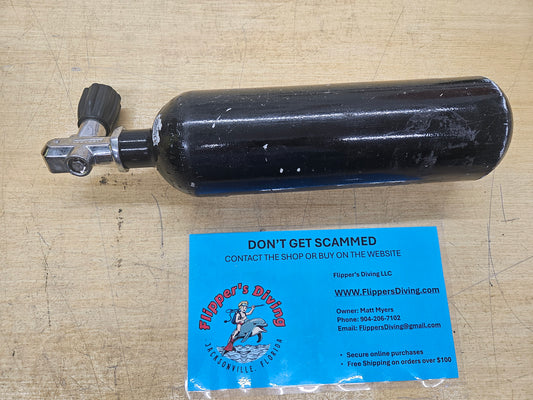 DON'T GET SCAMMED
CONTACT THE SHOP OR BUY ON THE WEBSITE
Flipper's Diving LLC
WWW.FlippersDiving.com
Owner: Matt Myers
Phone: 904-206-7102
Email: FlippersDiving@gmail.com
• Secure online purchases
• Free Shipping on orders over $100
Flipper's Diving
JACKSONVILLE, FLORIDA